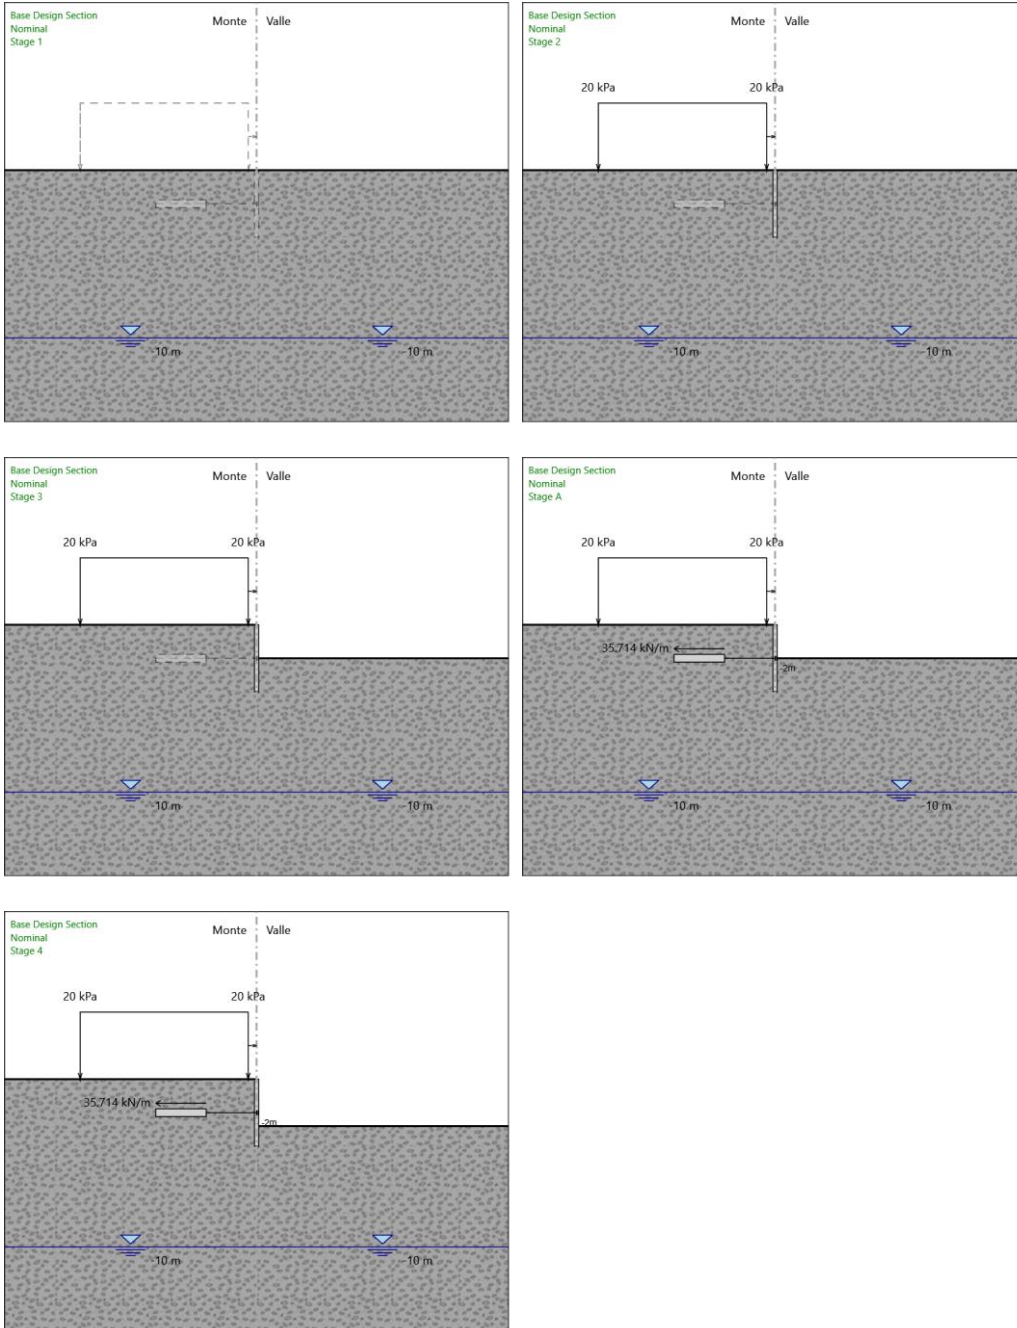 Base Design Section
Nominal
Stage 1
Monte Valle
-10 m -10 m
Base Design Section
Nominal
Stage 2
Monte Valle
20 kPa 20 kPa
-10 m -10 m
Base Design Section
Nominal
Stage 3
Monte Valle
20 kPa 20 kPa
-10 m -10 m
Base Design Section
Nominal
Stage A
Monte Valle
20 kPa 20 kPa
35.714 kN/m
-2m
-10 m -10 m
Base Design Section
Nominal
Stage 4
Monte Valle
20 kPa 20 kPa
35.714 kN/m
-2m
-10 m -10 m